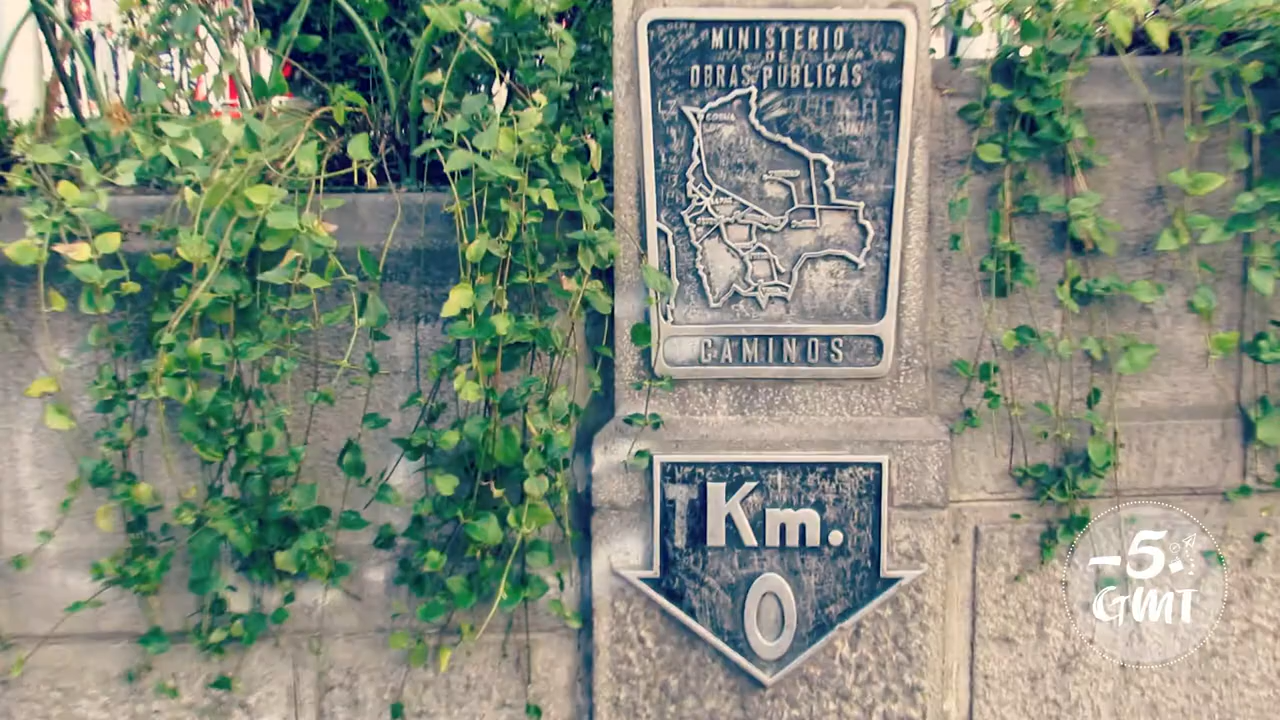 MINISTERIO
DE
OBRAS PUBLICAS
CAMINOS
Km.
0
-5
GMT